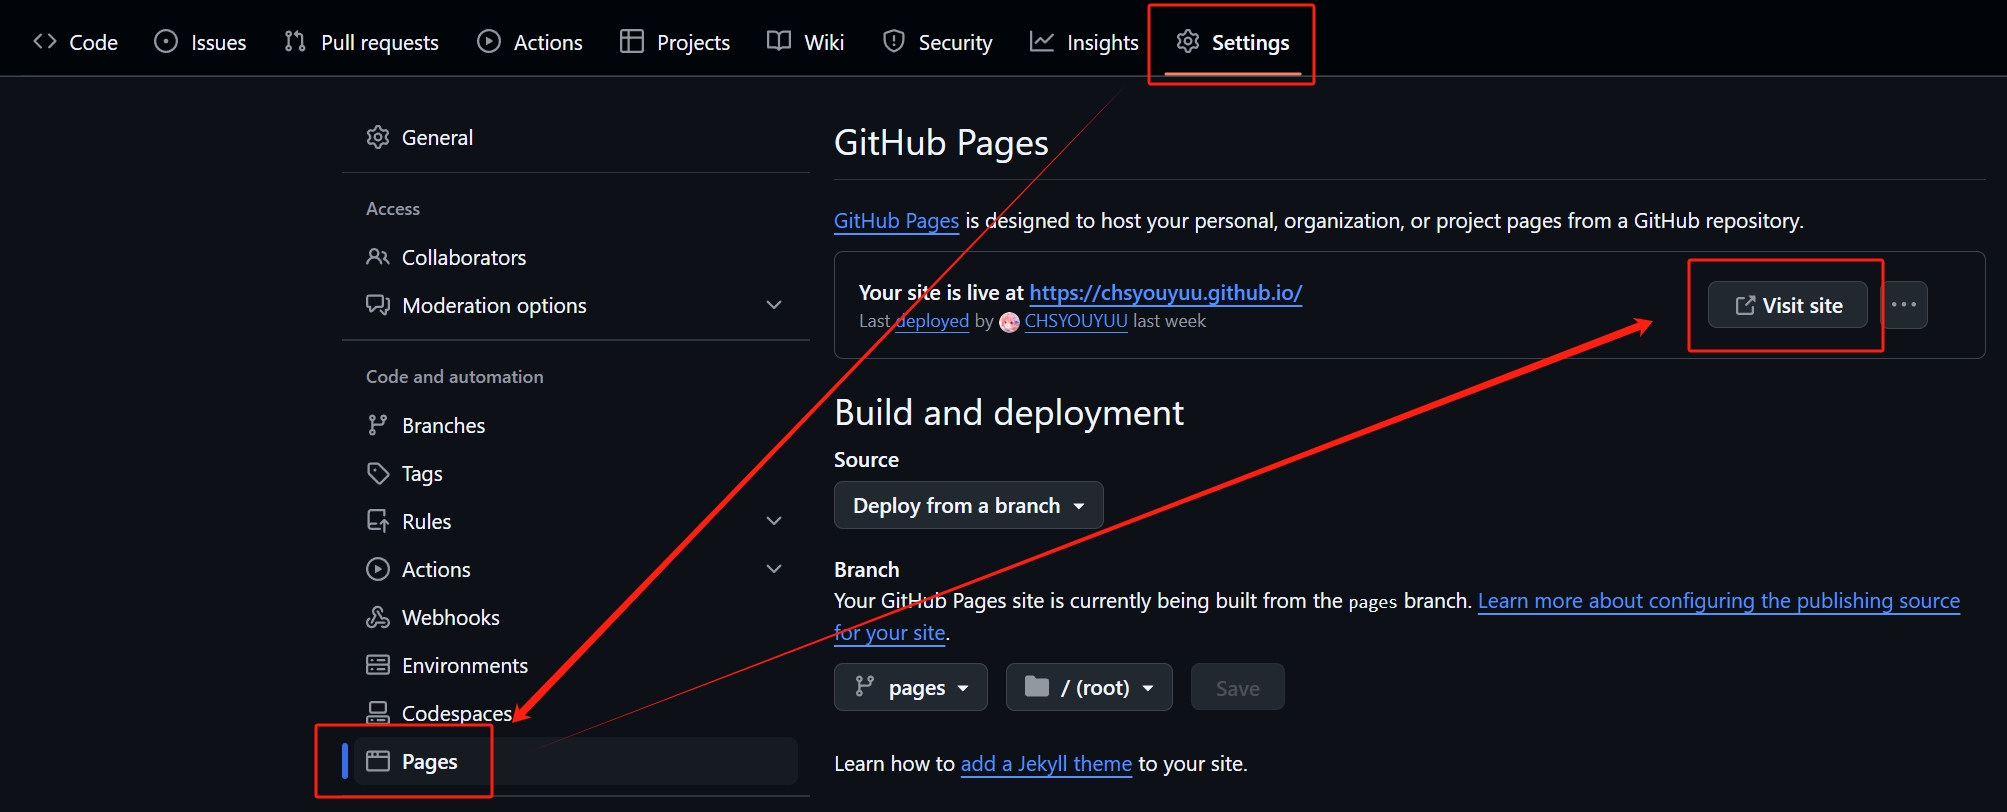 Code Issues Pull requests Actions Projects Wiki Security Insights Settings
General
Access
Collaborators
Moderation options
Code and automation
Branches
Tags
Rules
Actions
Webhooks
Environments
Codespaces
Pages
GitHub Pages
GitHub Pages is designed to host your personal, organization, or project pages from a GitHub repository.
Your site is live at https://chsyouyuu.github.io/
Last deployed by CHSYOUYUU last week
Visit site
Build and deployment
Source
Deploy from a branch
Branch
Your GitHub Pages site is currently being built from the pages branch. Learn more about configuring the publishing source
for your site.
pages / (root) Save
Learn how to add a Jekyll theme to your site.